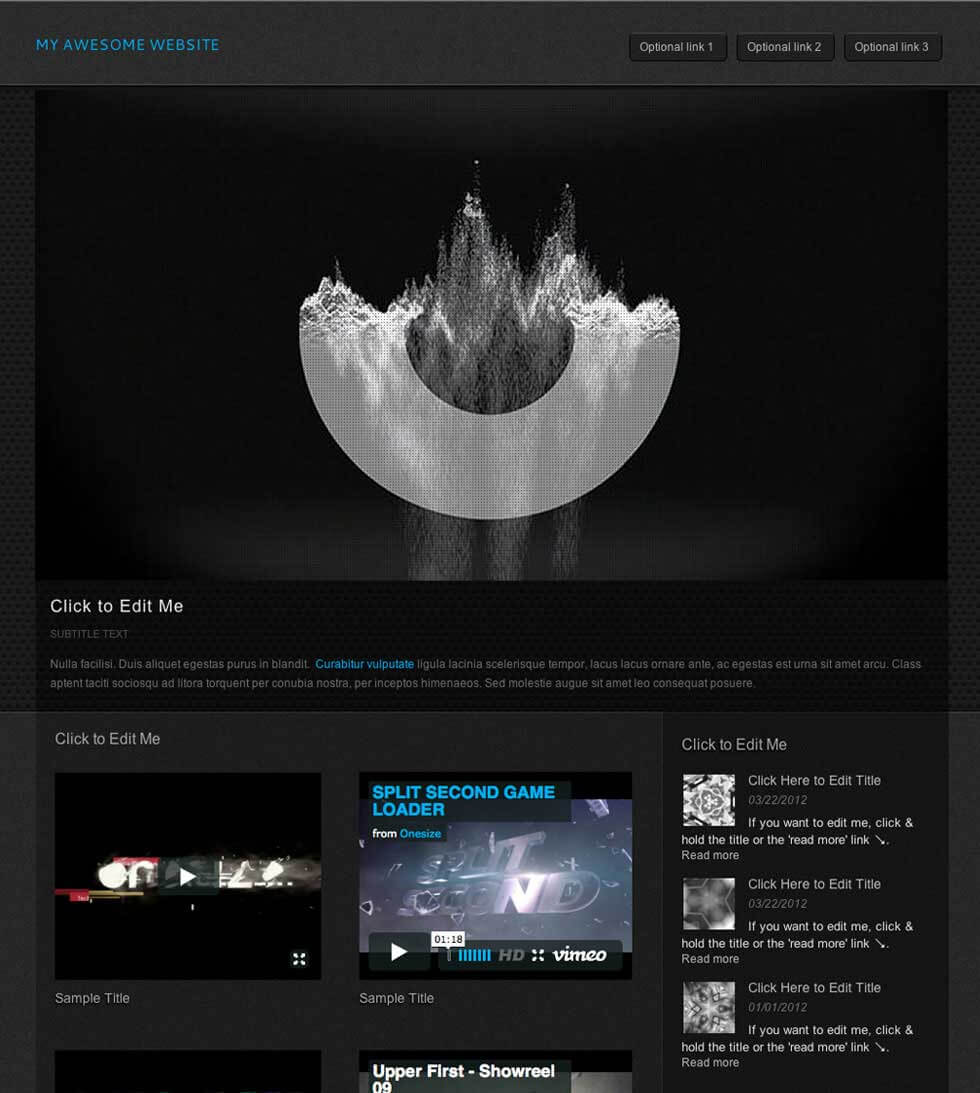 MY AWESOME WEBSITE
Optional link 1
Optional link 2
Optional link 3
Click to Edit Me
SUBTITLE TEXT
Nulla facilisi. Duis aliquet egestas purus in blandit. Curabitur vulputate ligula lacinia scelerisque tempor, lacus lacus ornare ante, ac egestas est urna sit amet arcu. Class
aptent taciti sociosqu ad litora torquent per conubia nostra, per inceptos himenaeos. Sed molestie augue sit amet leo consequat posuere.
Click to Edit Me
SPLIT SECOND GAME
LOADER
from Onesize
SPLIT
SECOND
01:18
HD
vimeo
Sample Title
Sample Title
Upper First - Showreel
09
Click to Edit Me
Click Here to Edit Title
03/22/2012
If you want to edit me, click &
hold the title or the 'read more' link ↘.
Read more
Click Here to Edit Title
03/22/2012
If you want to edit me, click &
hold the title or the 'read more' link ↘.
Read more
Click Here to Edit Title
01/01/2012
If you want to edit me, click &
hold the title or the 'read more' link ↘.
Read more